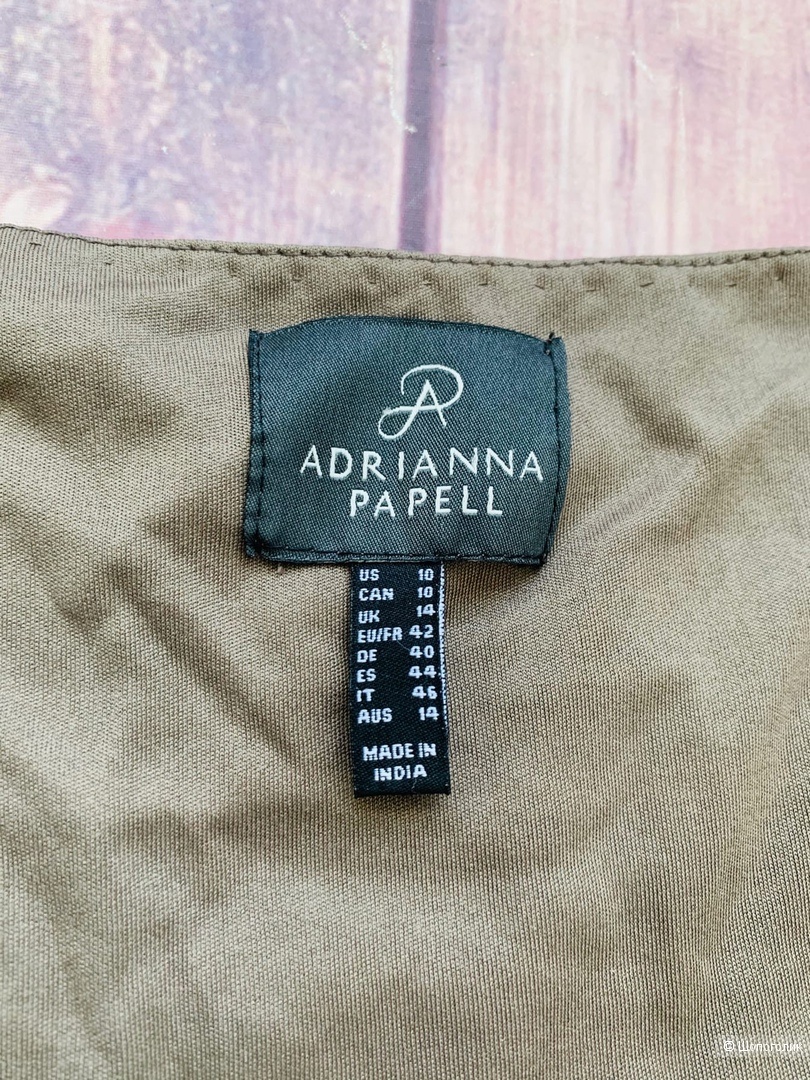 ADRIANNA
PAPELL
US 10
CAN 10
UK 14
EU/FR 42
DE 40
ES 44
IT 46
AUS 14
MADE IN
INDIA
© Шопоголик